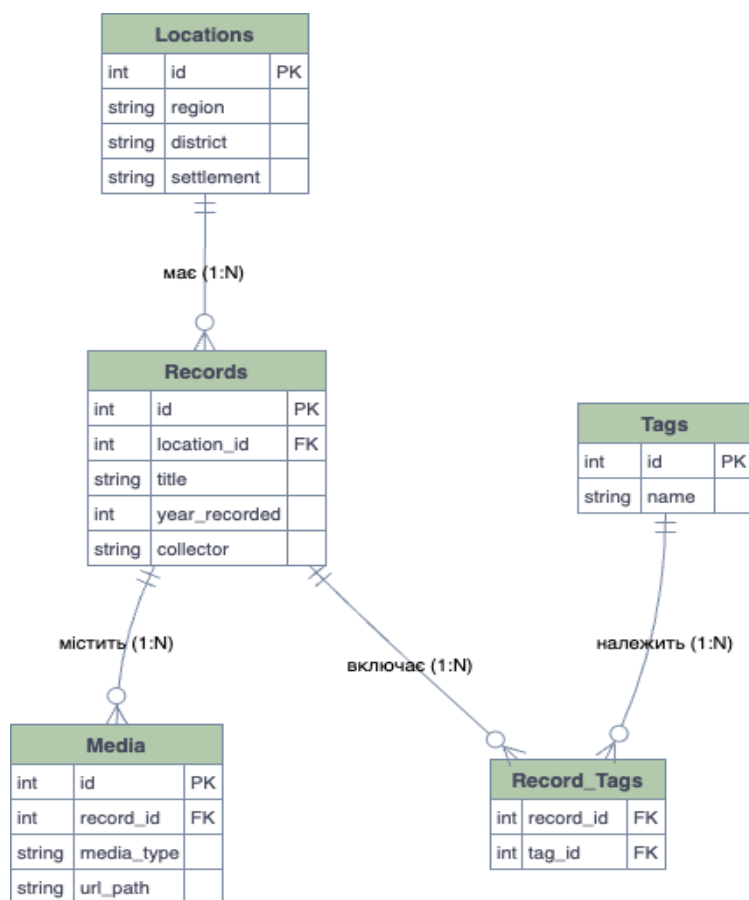 Locations
int id PK
string region
string district
string settlement
має (1:N)
Records
int id PK
int location_id FK
string title
int year_recorded
string collector
Tags
int id PK
string name
містить (1:N)
включає (1:N)
належить (1:N)
Media
int id PK
int record_id FK
string media_type
string url_path
Record_Tags
int record_id FK
int tag_id FK